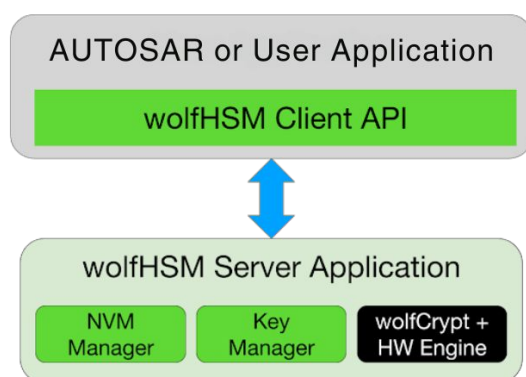 AUTOSAR or User Application
wolfHSM Client API
wolfHSM Server Application
NVM
Manager
Key
Manager
wolfCrypt +
HW Engine